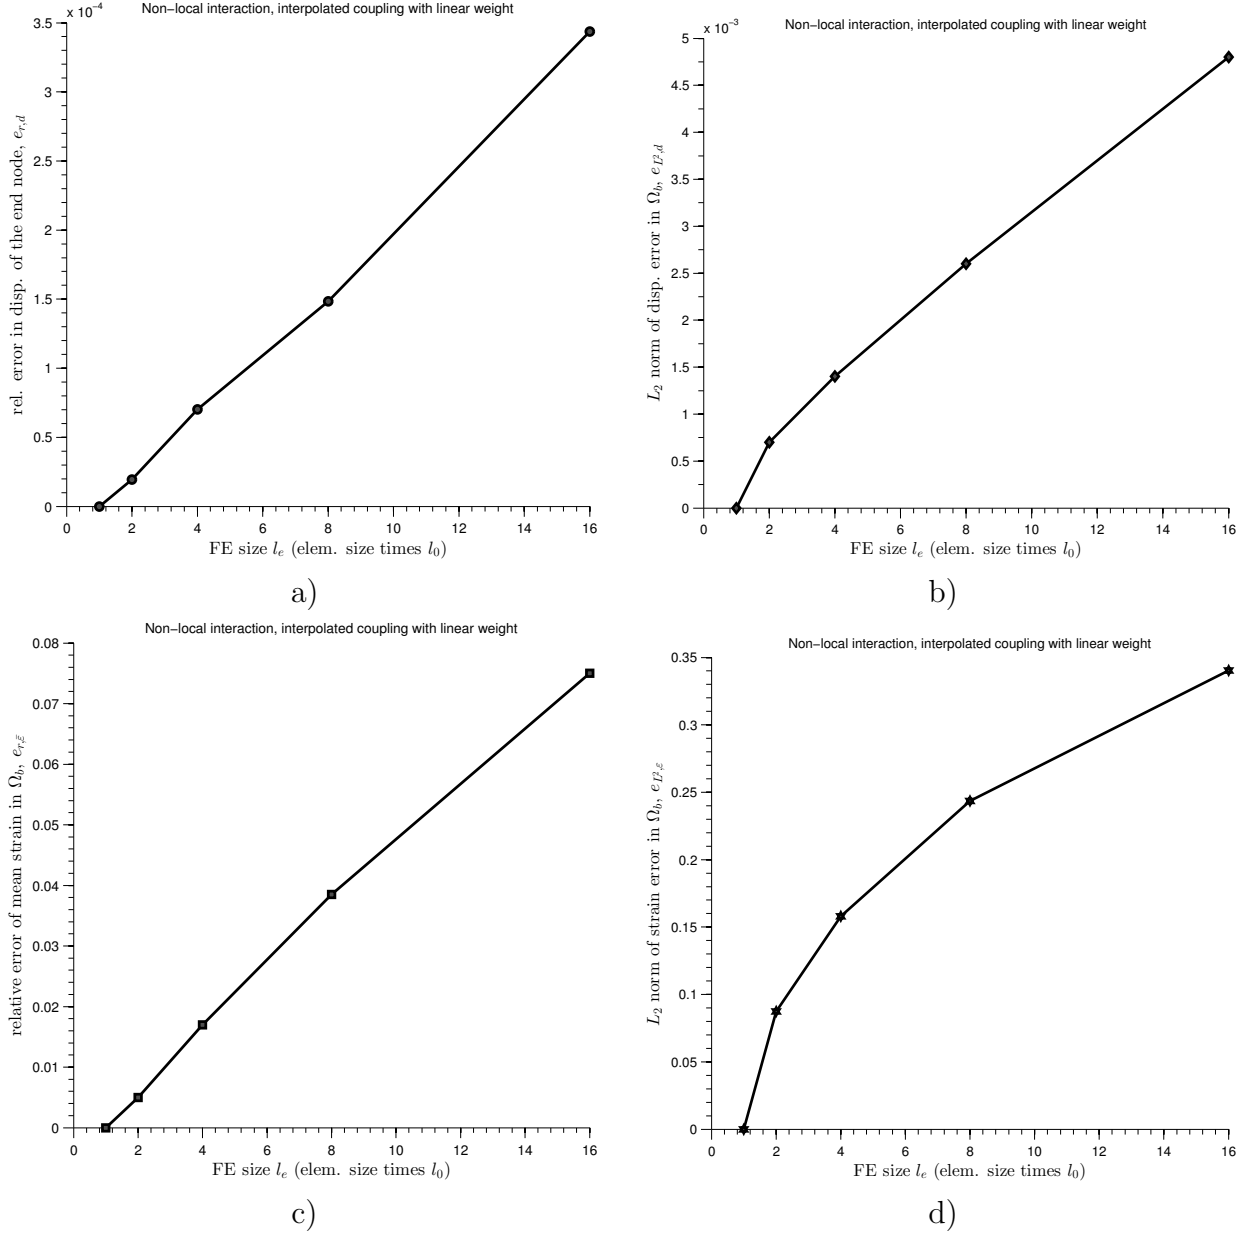 Non−local interaction, interpolated coupling with linear weight
x 10⁻⁴
3.5
3
2.5
2
1.5
1
0.5
0
rel. error in disp. of the end node, e_{r,d}
0 2 4 6 8 10 12 14 16
FE size l_e (elem. size times l_0)
a)
Non−local interaction, interpolated coupling with linear weight
x 10⁻³
5
4.5
4
3.5
3
2.5
2
1.5
1
0.5
0
L_2 norm of disp. error in Ω_b, e_{L²,d}
0 2 4 6 8 10 12 14 16
FE size l_e (elem. size times l_0)
b)
Non−local interaction, interpolated coupling with linear weight
0.08
0.07
0.06
0.05
0.04
0.03
0.02
0.01
0
relative error of mean strain in Ω_b, e_{r,ε̄}
0 2 4 6 8 10 12 14 16
FE size l_e (elem. size times l_0)
c)
Non−local interaction, interpolated coupling with linear weight
0.35
0.3
0.25
0.2
0.15
0.1
0.05
0
L_2 norm of strain error in Ω_b, e_{L²,ε}
0 2 4 6 8 10 12 14 16
FE size l_e (elem. size times l_0)
d)